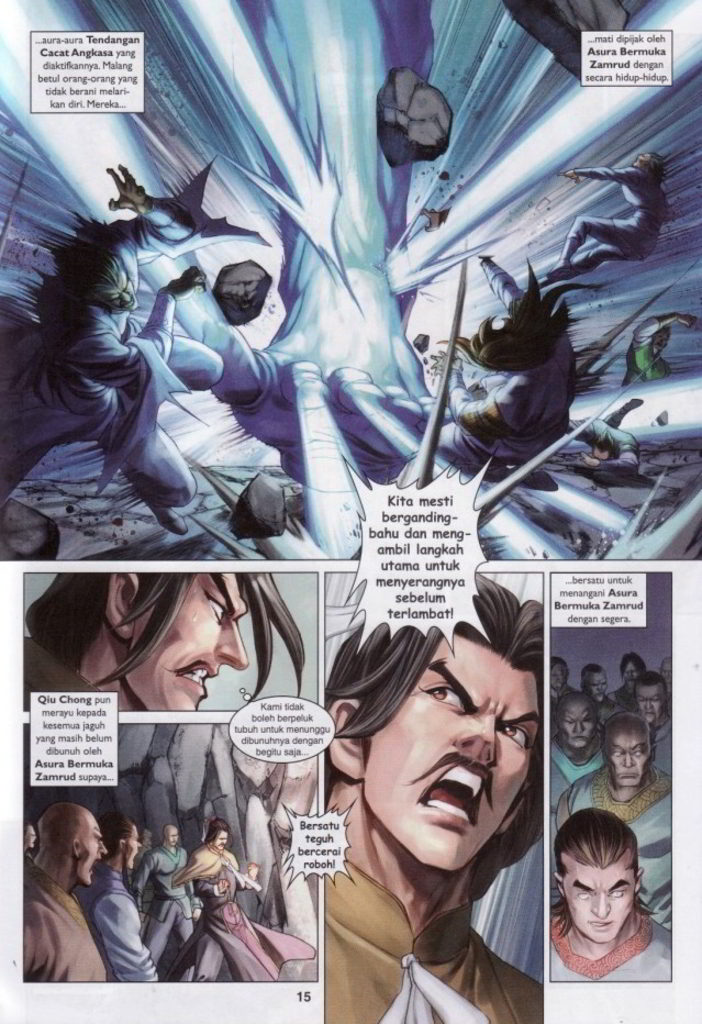 ...aura-aura Tendangan
Cacat Angkasa yang
diaktifkannya. Malang
betul orang-orang yang
tidak berani melari-
kan diri. Mereka...
...mati dipijak oleh
Asura Bermuka
Zamrud dengan
secara hidup-hidup.
Kita mesti
berganding-
bahu dan meng-
ambil langkah
utama untuk
menyerangnya
sebelum
terlambat!
Kami tidak
boleh berpeluk
tubuh untuk menunggu
dibunuhnya dengan
begitu saja...
Qiu Chong pun
merayu kepada
kesemua jaguh
yang masih belum
dibunuh oleh
Asura Bermuka
Zamrud supaya...
Bersatu
teguh
bercerai
roboh!
...bersatu untuk
menangani Asura
Bermuka Zamrud
dengan segera.
15